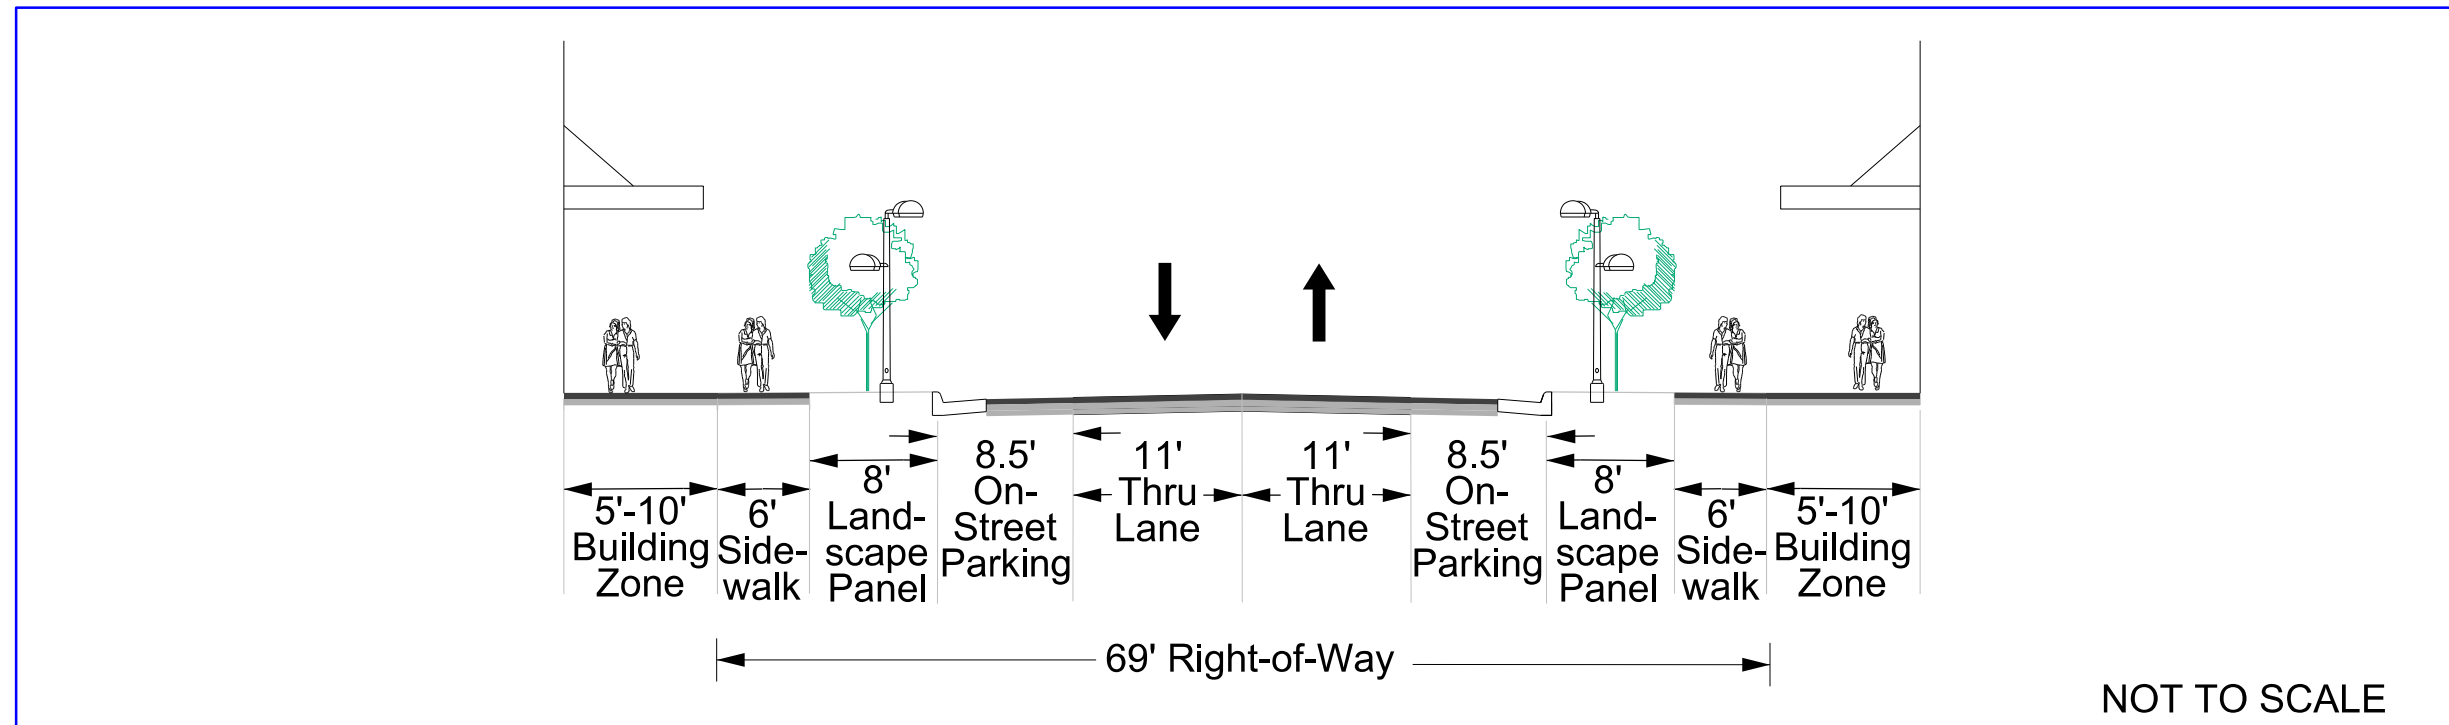 5'-10'
Building
Zone
6'
Side-
walk
8'
Land-
scape
Panel
8.5'
On-
Street
Parking
11'
Thru
Lane
11'
Thru
Lane
8.5'
On-
Street
Parking
8'
Land-
scape
Panel
6'
Side-
walk
5'-10'
Building
Zone
69' Right-of-Way
NOT TO SCALE